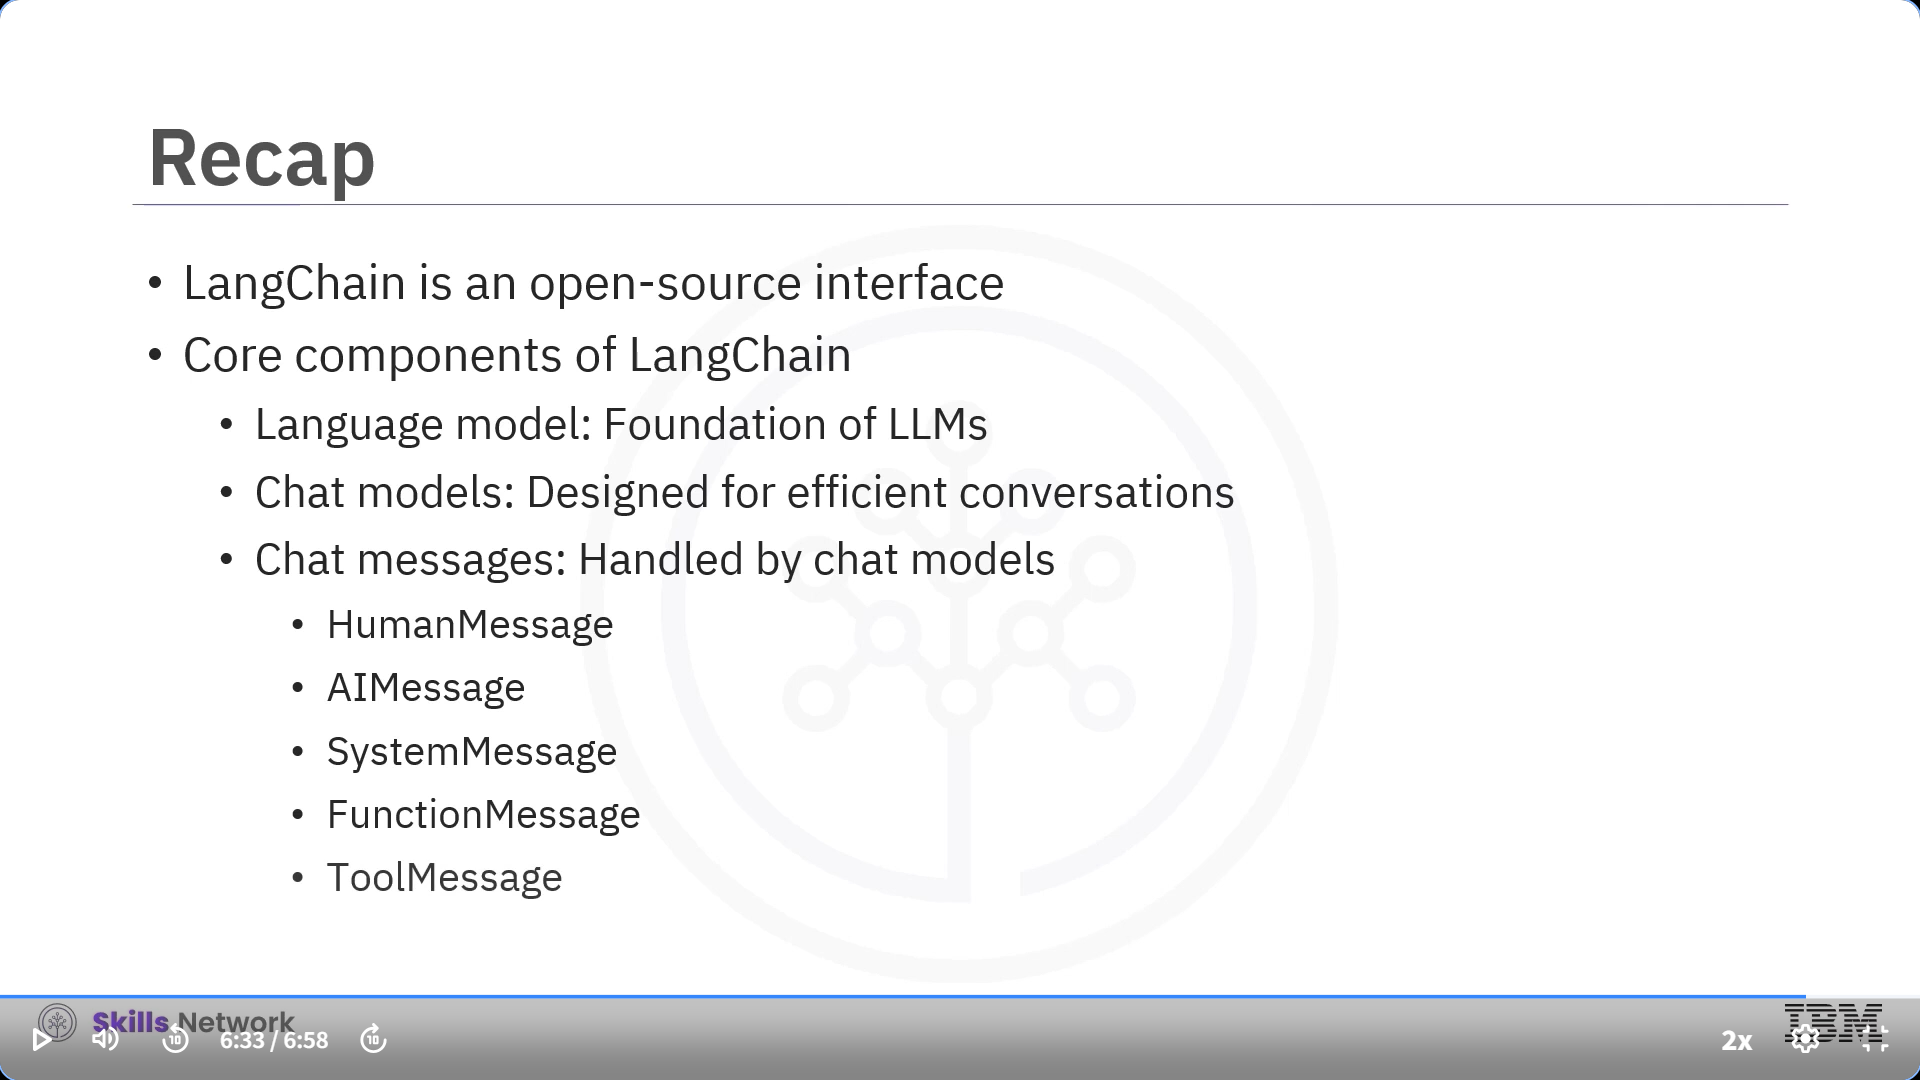 Recap
• LangChain is an open-source interface
• Core components of LangChain
• Language model: Foundation of LLMs
• Chat models: Designed for efficient conversations
• Chat messages: Handled by chat models
• HumanMessage
• AIMessage
• SystemMessage
• FunctionMessage
• ToolMessage
Skills Network
IBM
10
6:33 / 6:58
10
2x